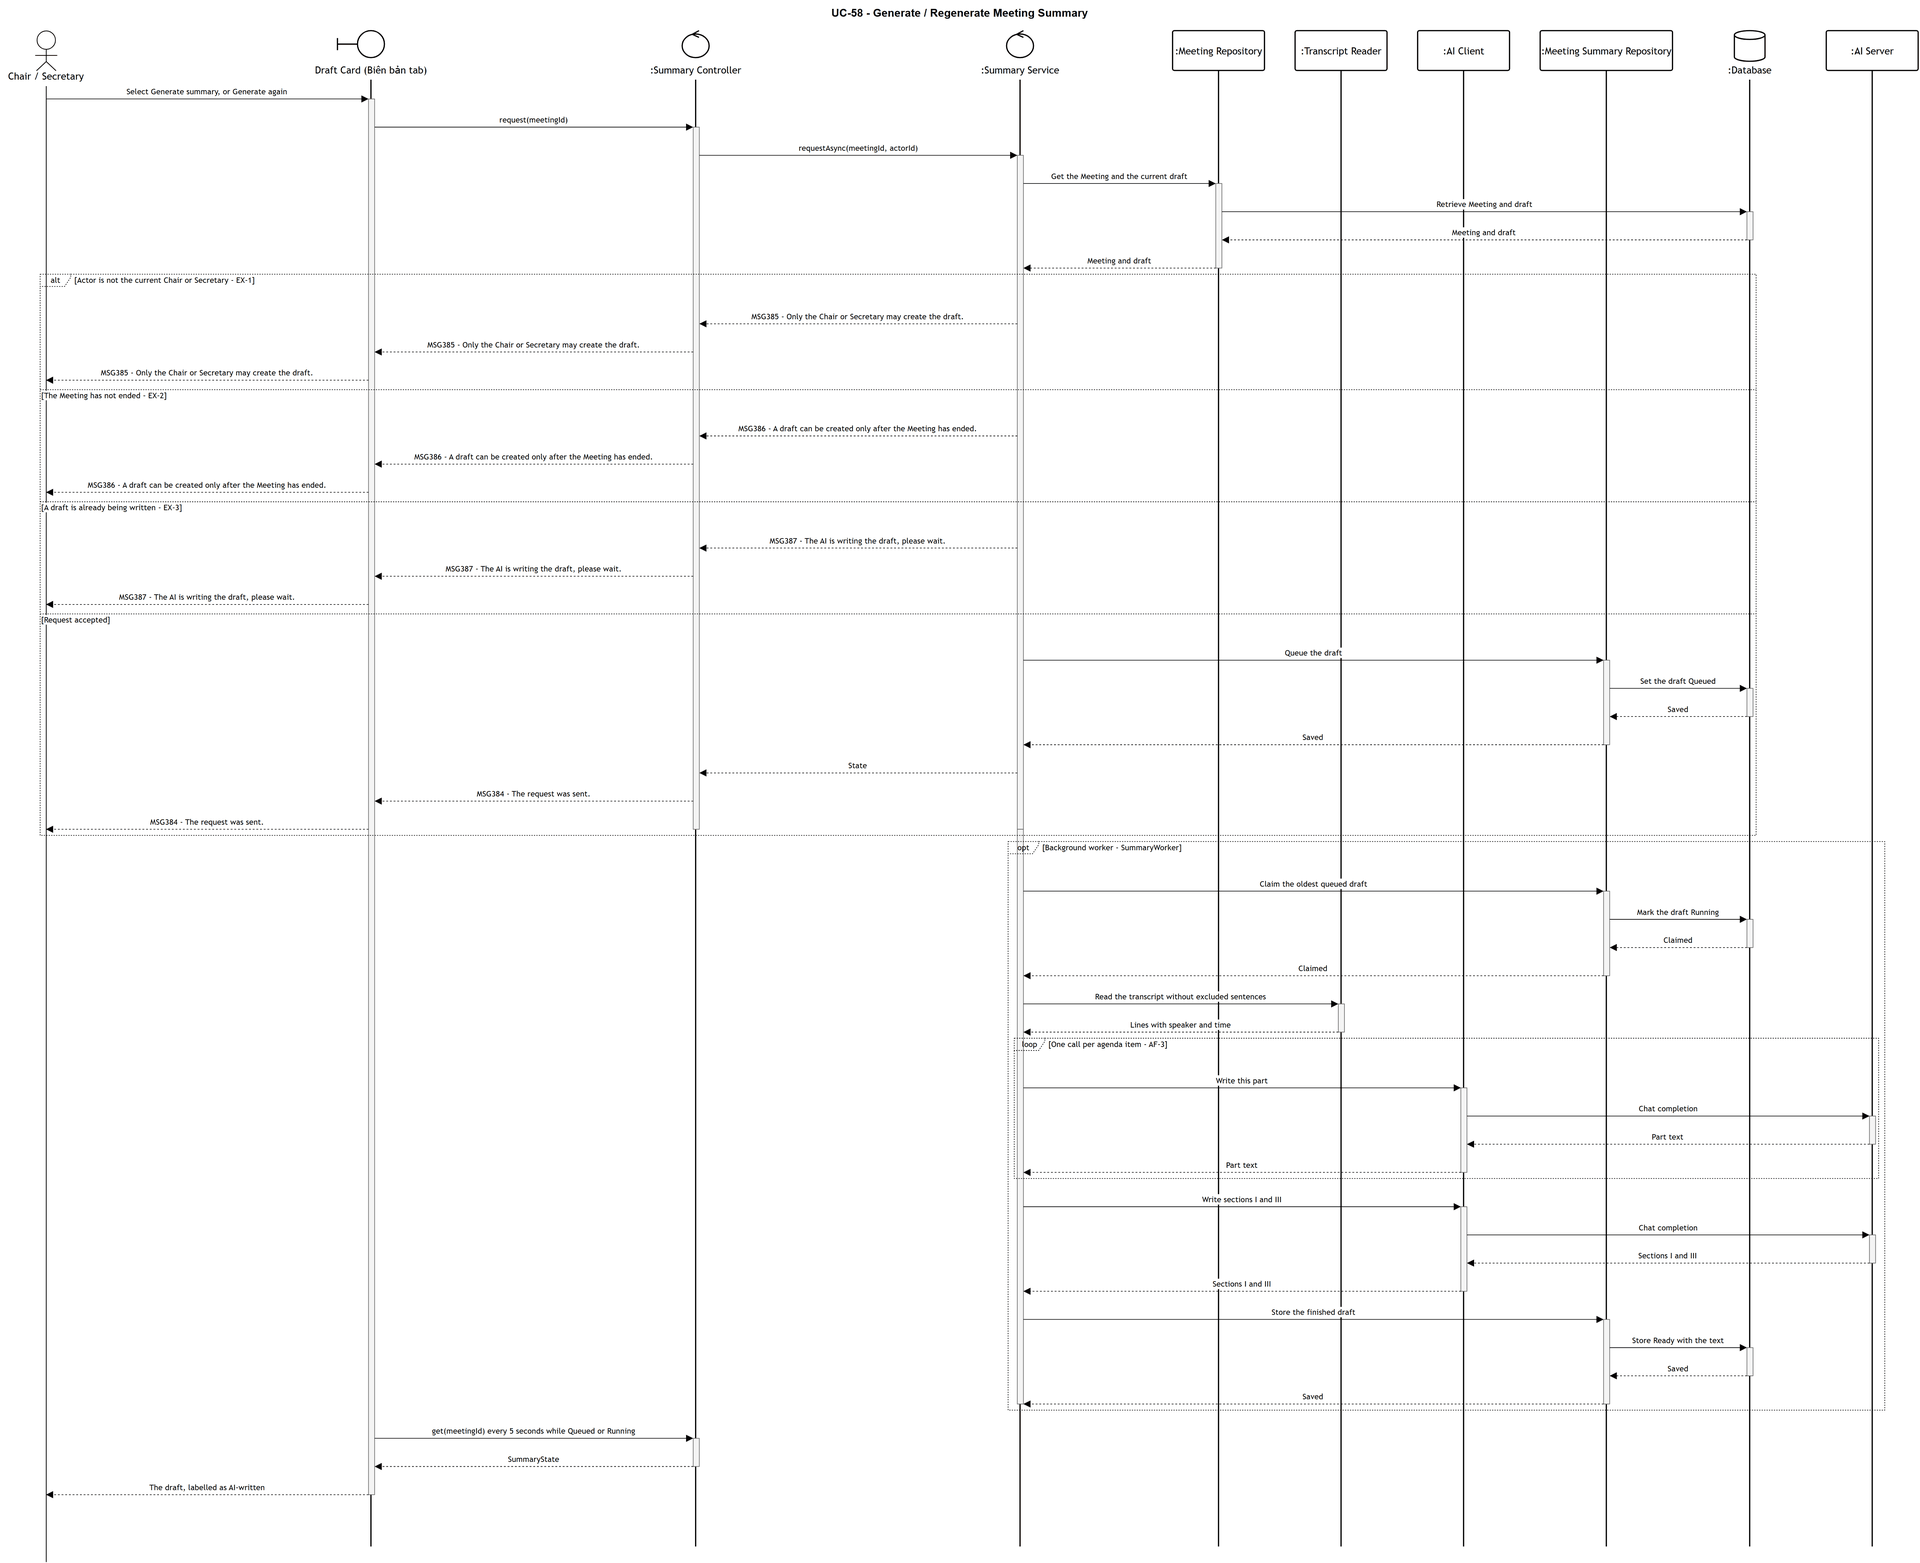 UC-58 - Generate / Regenerate Meeting Summary
Chair / Secretary
Draft Card (Biên bản tab)
:Summary Controller
:Summary Service
:Meeting Repository
:Transcript Reader
:AI Client
:Meeting Summary Repository
:Database
:AI Server
Select Generate summary, or Generate again
request(meetingId)
requestAsync(meetingId, actorId)
Get the Meeting and the current draft
Retrieve Meeting and draft
Meeting and draft
Meeting and draft
alt [Actor is not the current Chair or Secretary - EX-1]
MSG385 - Only the Chair or Secretary may create the draft.
MSG385 - Only the Chair or Secretary may create the draft.
MSG385 - Only the Chair or Secretary may create the draft.
[The Meeting has not ended - EX-2]
MSG386 - A draft can be created only after the Meeting has ended.
MSG386 - A draft can be created only after the Meeting has ended.
MSG386 - A draft can be created only after the Meeting has ended.
[A draft is already being written - EX-3]
MSG387 - The AI is writing the draft, please wait.
MSG387 - The AI is writing the draft, please wait.
MSG387 - The AI is writing the draft, please wait.
[Request accepted]
Queue the draft
Set the draft Queued
Saved
Saved
State
MSG384 - The request was sent.
MSG384 - The request was sent.
opt [Background worker - SummaryWorker]
Claim the oldest queued draft
Mark the draft Running
Claimed
Claimed
Read the transcript without excluded sentences
Lines with speaker and time
loop [One call per agenda item - AF-3]
Write this part
Chat completion
Part text
Part text
Write sections I and III
Chat completion
Sections I and III
Sections I and III
Store the finished draft
Store Ready with the text
Saved
Saved
get(meetingId) every 5 seconds while Queued or Running
SummaryState
The draft, labelled as AI-written